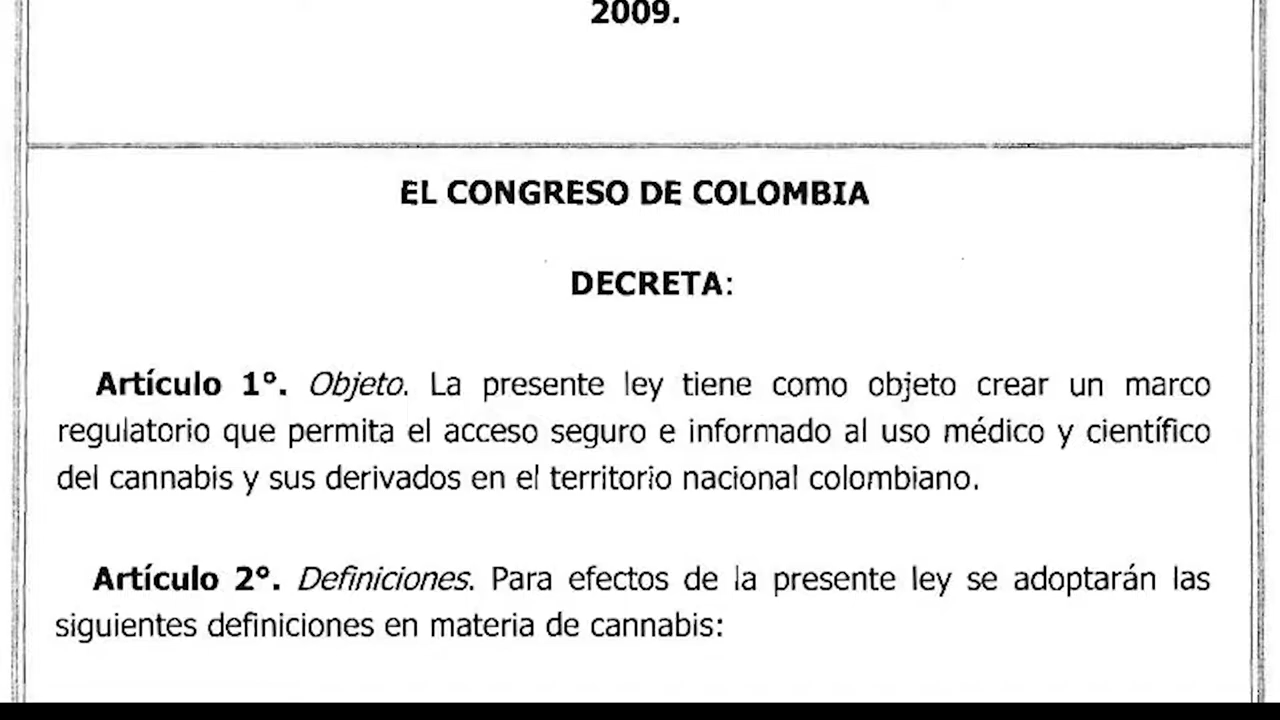 2009.
EL CONGRESO DE COLOMBIA
DECRETA:
Artículo 1°. Objeto. La presente ley tiene como objeto crear un marco
regulatorio que permita el acceso seguro e informado al uso médico y científico
del cannabis y sus derivados en el territorio nacional colombiano.
Artículo 2°. Definiciones. Para efectos de la presente ley se adoptarán las
siguientes definiciones en materia de cannabis: